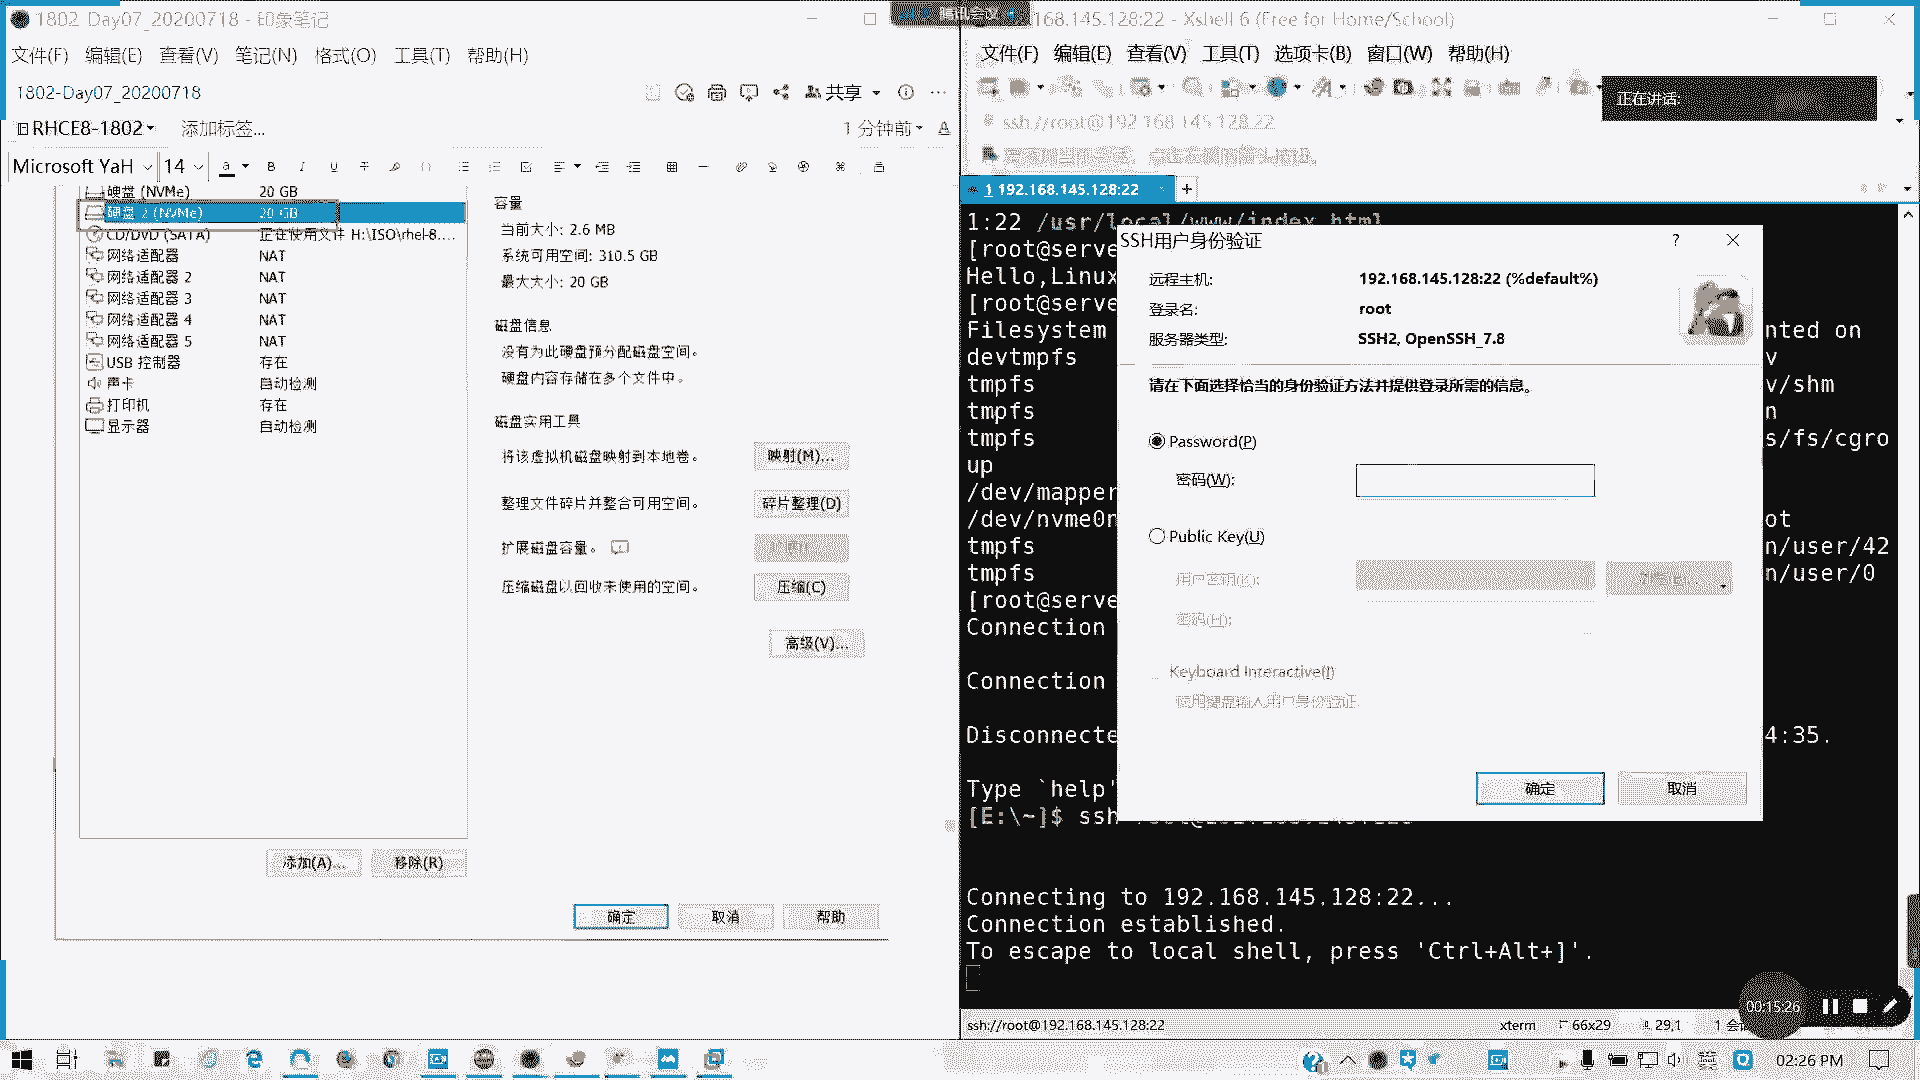 1802_Day07_20200718 - 印象笔记
文件(F) 编辑(E) 查看(V) 笔记(N) 格式(O) 工具(T) 帮助(H)
1802-Day07_20200718
共享
RHCE8-1802 添加标签...
1 分钟前
Microsoft YaH 14
硬盘 (NVMe) 20 GB
硬盘 2 (NVMe) 20 GB
CD/DVD (SATA) 正在使用文件 H:\ISO\rhel-8....
网络适配器 NAT
网络适配器 2 NAT
网络适配器 3 NAT
网络适配器 4 NAT
网络适配器 5 NAT
USB 控制器 存在
声卡 自动检测
打印机 存在
显示器 自动检测
添加(A)... 移除(R)
容量
当前大小: 2.6 MB
系统可用空间: 310.5 GB
最大大小: 20 GB
磁盘信息
没有为此硬盘预分配磁盘空间。
硬盘内容存储在多个文件中。
磁盘实用工具
将该虚拟机磁盘映射到本地卷。 映射(M)...
整理文件碎片并整合可用空间。 碎片整理(D)
扩展磁盘容量。
压缩磁盘以回收未使用的空间。 压缩(C)
高级(V)...
确定 取消 帮助
腾讯会议
168.145.128:22 - Xshell 6 (Free for Home/School)
文件(F) 编辑(E) 查看(V) 工具(T) 选项卡(B) 窗口(W) 帮助(H)
正在讲话:
ssh://root@192.168.145.128:22
1 192.168.145.128:22
1:22 /usr/local/www/index.html
[root@serve
Hello,Linux
[root@serve
Filesystem nted on
devtmpfs v
tmpfs v/shm
tmpfs n
tmpfs s/fs/cgro
up
/dev/mapper
/dev/nvme0n ot
tmpfs n/user/42
tmpfs n/user/0
[root@serve
Connection
Connection
Disconnecte 4:35.
Type `help'
[E:\~]$ ssh
Connecting to 192.168.145.128:22...
Connection established.
To escape to local shell, press 'Ctrl+Alt+]'.
SSH用户身份验证
远程主机: 192.168.145.128:22 (%default%)
登录名: root
服务器类型: SSH2, OpenSSH_7.8
请在下面选择恰当的身份验证方法并提供登录所需的信息。
Password(P)
密码(W):
Public Key(U)
用户密钥(K):
密码(H):
Keyboard Interactive(I)
使用键盘输入用户身份验证
确定 取消
00:15:26
ssh://root@192.168.145.128:22 xterm 66x29 29,1
02:26 PM